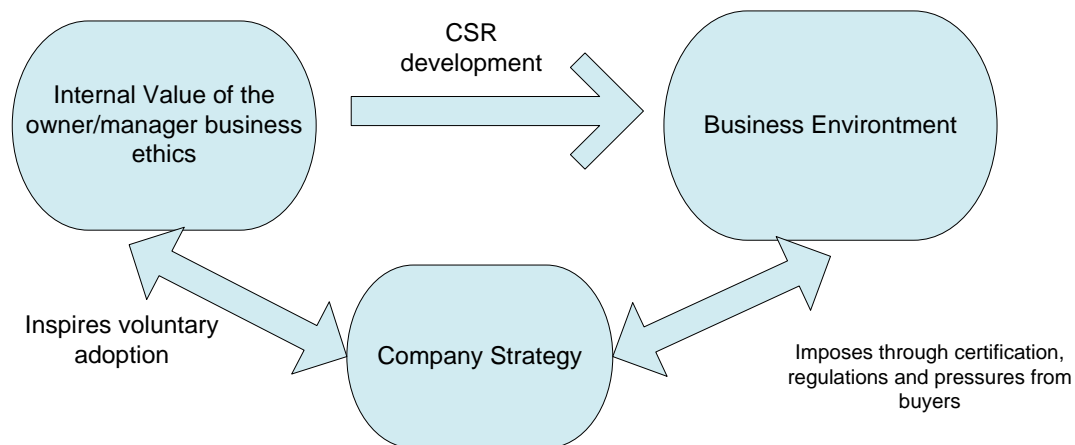 CSR
development
Internal Value of the
owner/manager business
ethics
Business Environtment
Inspires voluntary
adoption
Company Strategy
Imposes through certification,
regulations and pressures from
buyers